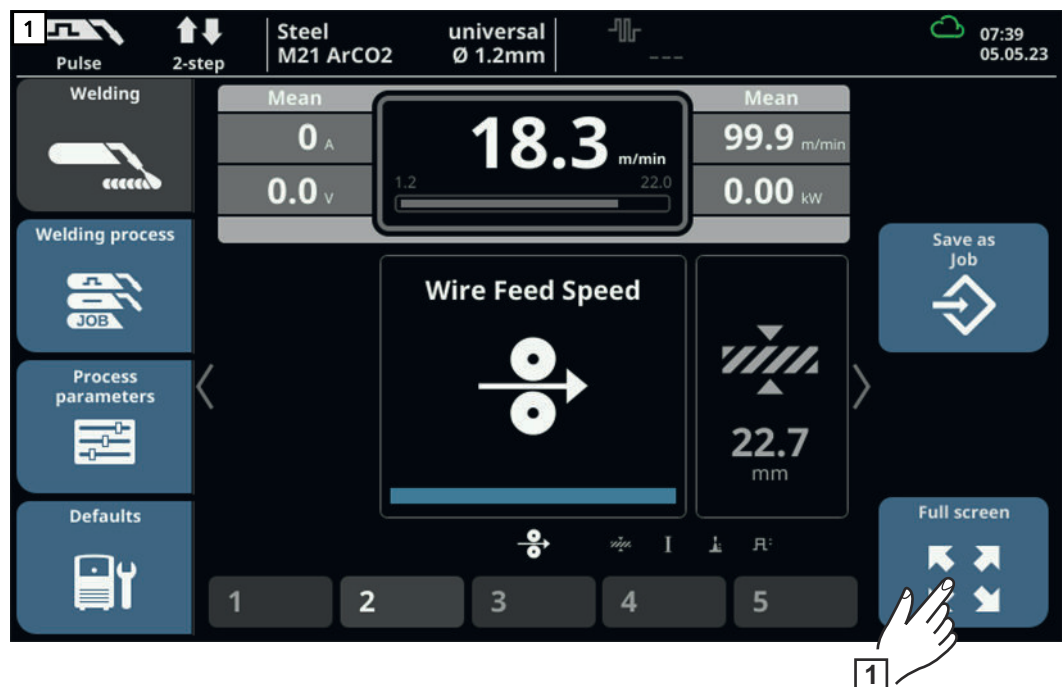 1
Pulse
2-step
Steel
M21 ArCO2
universal
Ø 1.2mm
---
07:39
05.05.23
Welding
Welding process
JOB
Process
parameters
Defaults
Mean
0 A
0.0 V
18.3 m/min
1.2
22.0
Mean
99.9 m/min
0.00 kW
Wire Feed Speed
22.7
mm
1
2
3
4
5
Save as
Job
Full screen
1